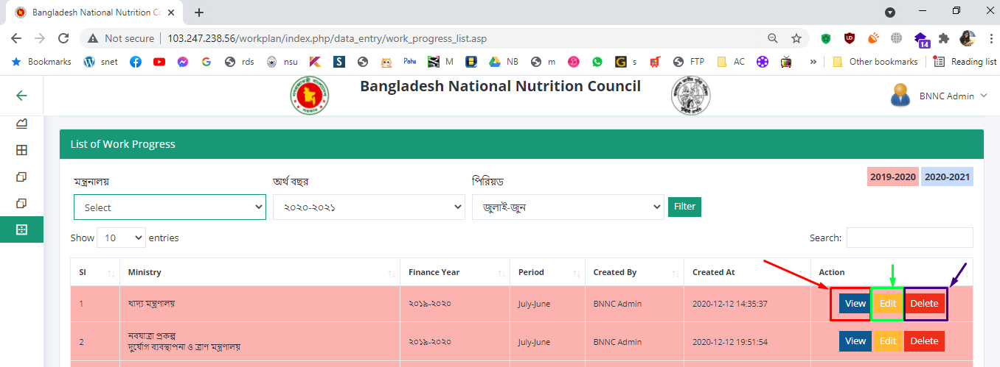 Bangladesh National Nutrition Co
Not secure | 103.247.238.56/workplan/index.php/data_entry/work_progress_list.asp
14
Bookmarks snet rds nsu Pathe M NB m s FTP AC » Other bookmarks Reading list
Bangladesh National Nutrition Council
BNNC Admin
List of Work Progress
মন্ত্রনালয় অর্থ বছর পিরিয়ড
2019-2020 2020-2021
Select ২০২০-২০২১ জুলাই-জুন Filter
Show 10 entries Search:
Sl Ministry Finance Year Period Created By Created At Action
1 খাদ্য মন্ত্রণালয় ২০১৯-২০২০ July-June BNNC Admin 2020-12-12 14:35:37 View Edit Delete
নবযাত্রা প্রকল্প
2 দুর্যোগ ব্যবস্থাপনা ও ত্রাণ মন্ত্রণালয় ২০১৯-২০২০ July-June BNNC Admin 2020-12-12 19:51:54 View Edit Delete